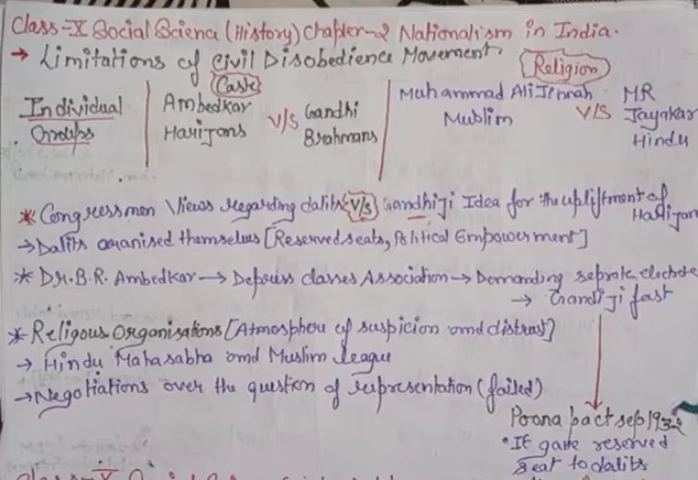 Class-X Social Science (History) Chapter-2 Nationalism in India.
→ Limitations of Civil Disobedience Movement.
Caste
Religion
Individual
Groups
Ambedkar
Harijans
V/S
Gandhi
Brahmans
Muhammad Ali Jinnah
Muslim
V/S
MR
Jayakar
Hindu
* Congressmen Views regarding dalits V/S Gandhiji Idea for the upliftment of
Harijan
→ Dalits organised themselves [Reserved seats, Political Empowerment]
* Dr. B.R. Ambedkar → Depress classes Association → Demanding seprate electorate
→ Gandiji fast
* Religous Organisations [Atmosphere of suspicion and distrust]
→ Hindu Mahasabha and Muslim league
→ Negotiations over the question of representation (failed)
Poona pact sep 1932
• It gave reserved
seat to dalits
Class-X